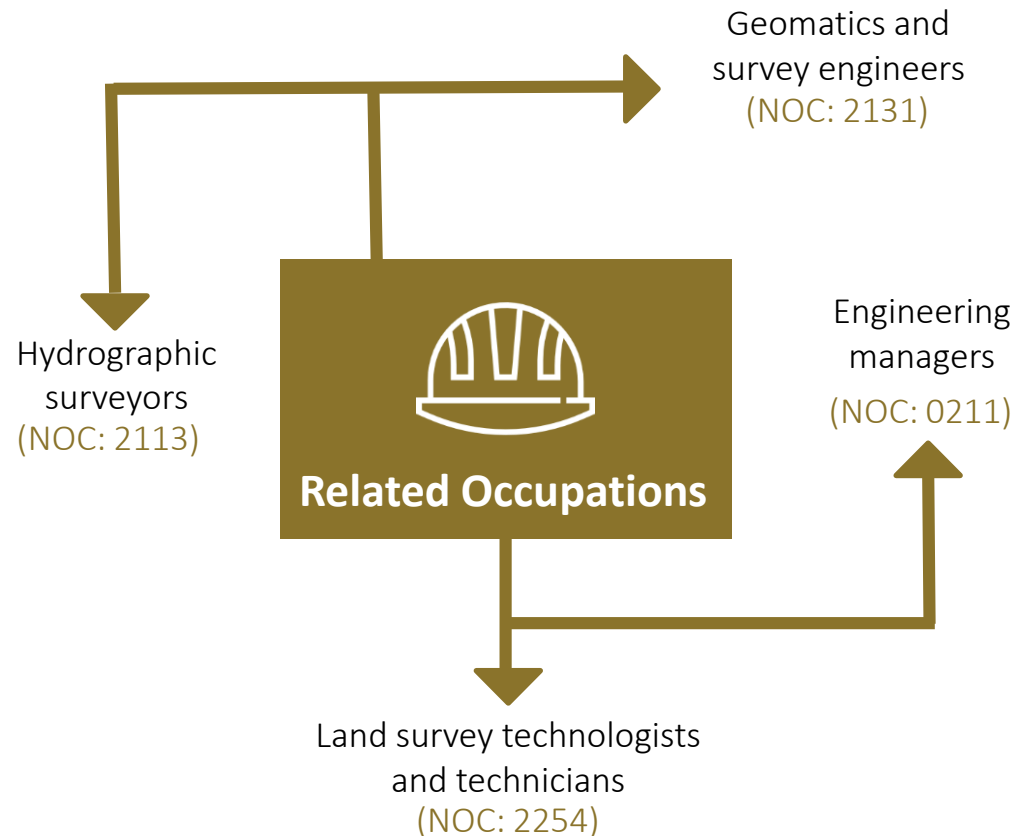 Geomatics and
survey engineers
(NOC: 2131)
Hydrographic
surveyors
(NOC: 2113)
Engineering
managers
(NOC: 0211)
Related Occupations
Land survey technologists
and technicians
(NOC: 2254)